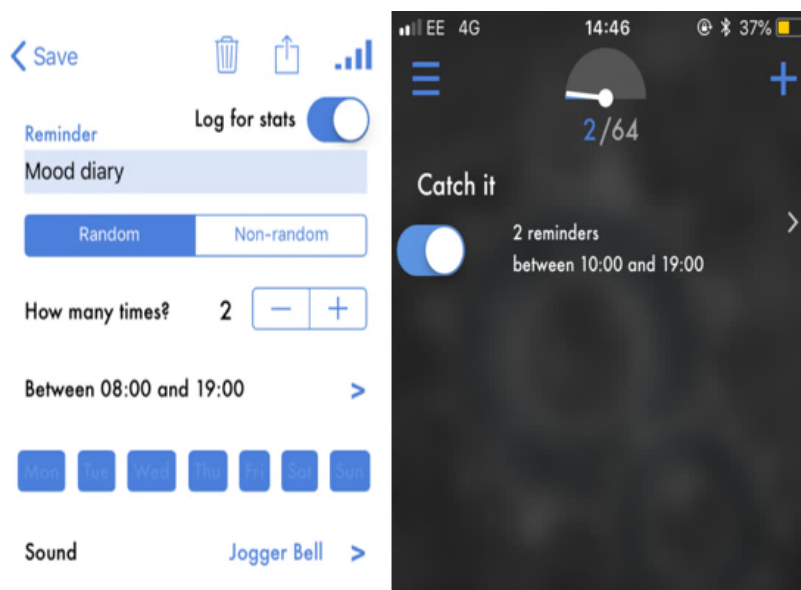 Save
Log for stats
Reminder
Mood diary
Random Non-random
How many times? 2 − +
Between 08:00 and 19:00 >
Mon Tue Wed Thu Fri Sat Sun
Sound Jogger Bell >
EE 4G 14:46 37%
2/64
Catch it
2 reminders
between 10:00 and 19:00